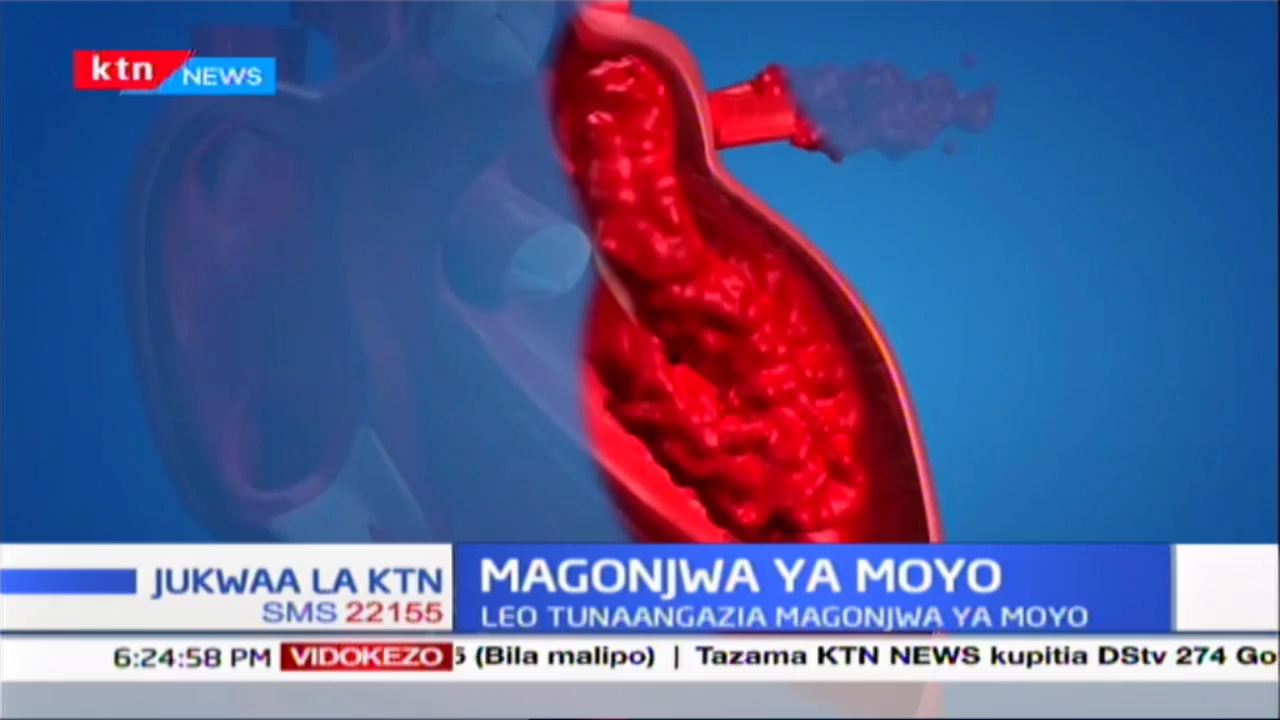 ktn NEWS
JUKWAA LA KTN
SMS 22155
MAGONJWA YA MOYO
LEO TUNAANGAZIA MAGONJWA YA MOYO
6:24:58 PM VIDOKEZO (Bila malipo) | Tazama KTN NEWS kupitia DStv 274 Go